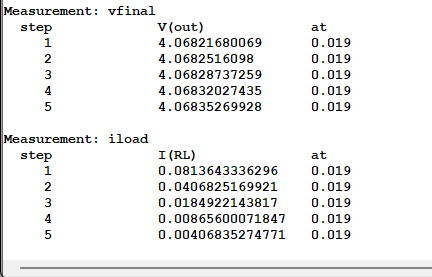 Measurement: vfinal
step V(out) at
1 4.06821680069 0.019
2 4.0682516098 0.019
3 4.06828737259 0.019
4 4.06832027435 0.019
5 4.06835269928 0.019
Measurement: iload
step I(RL) at
1 0.0813643336296 0.019
2 0.0406825169921 0.019
3 0.0184922143817 0.019
4 0.00865600071847 0.019
5 0.00406835274771 0.019